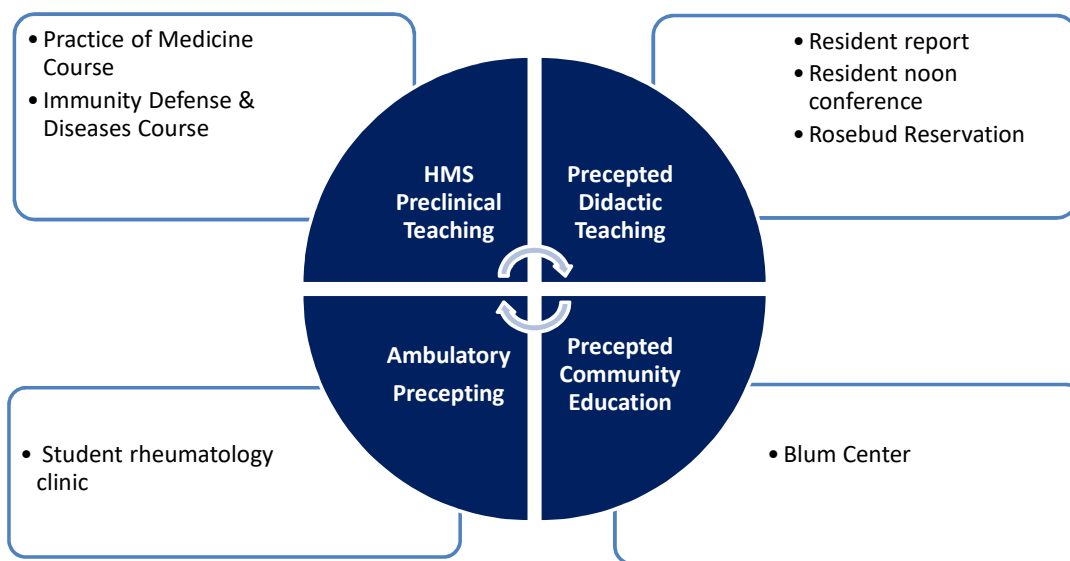 • Practice of Medicine
Course
• Immunity Defense &
Diseases Course
• Resident report
• Resident noon
conference
• Rosebud Reservation
HMS
Preclinical
Teaching
Precepted
Didactic
Teaching
Ambulatory
Precepting
Precepted
Community
Education
• Student rheumatology
clinic
• Blum Center